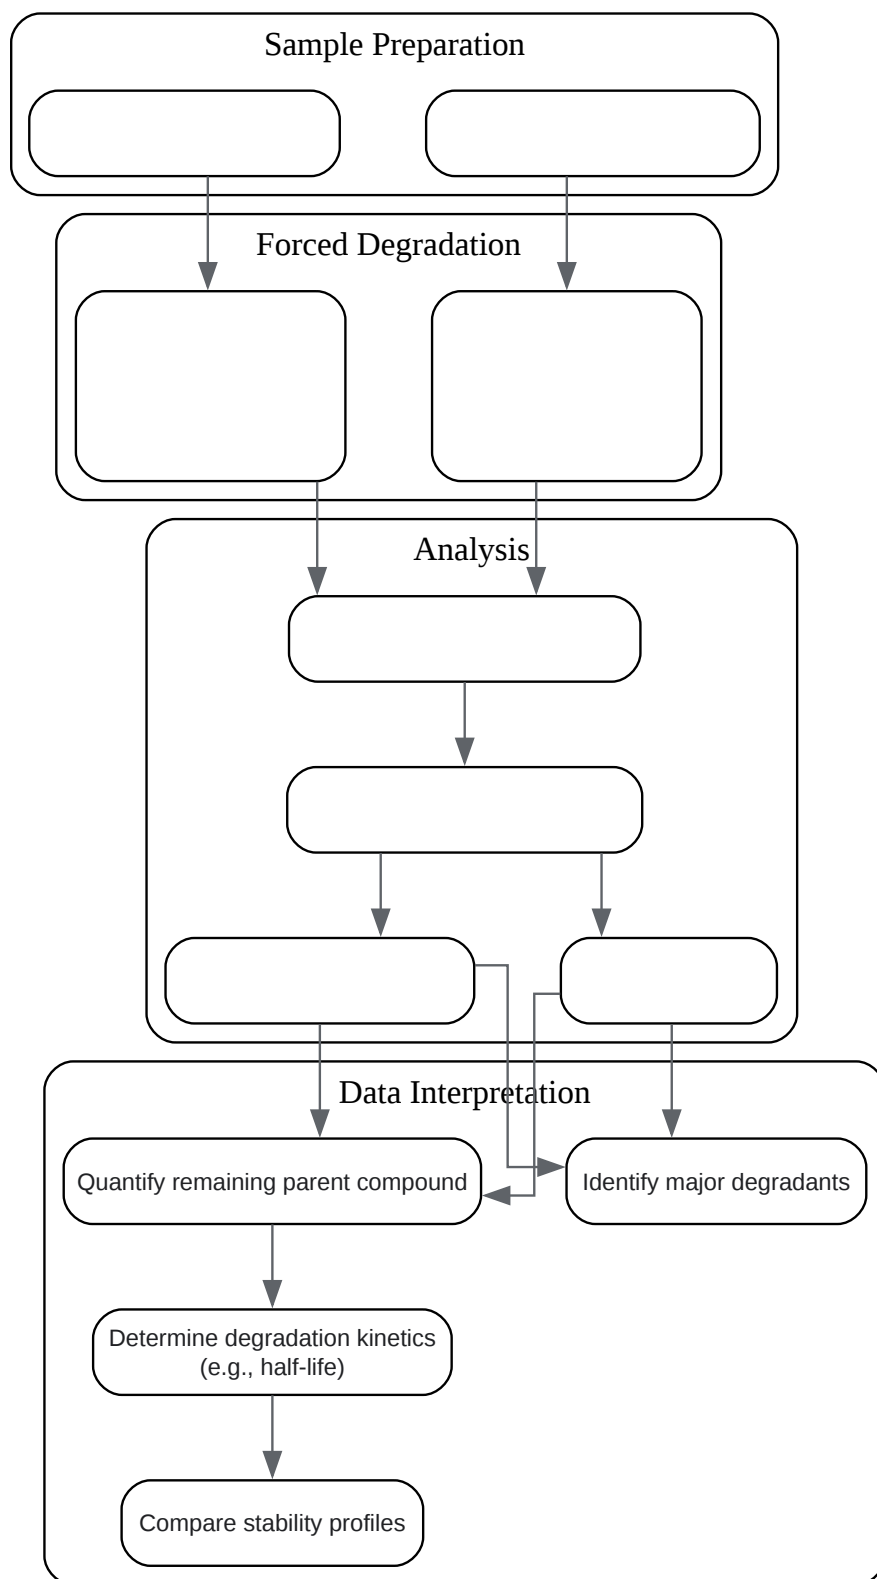 Sample Preparation
Forced Degradation
Analysis
Data Interpretation
Quantify remaining parent compound
Identify major degradants
Determine degradation kinetics
(e.g., half-life)
Compare stability profiles